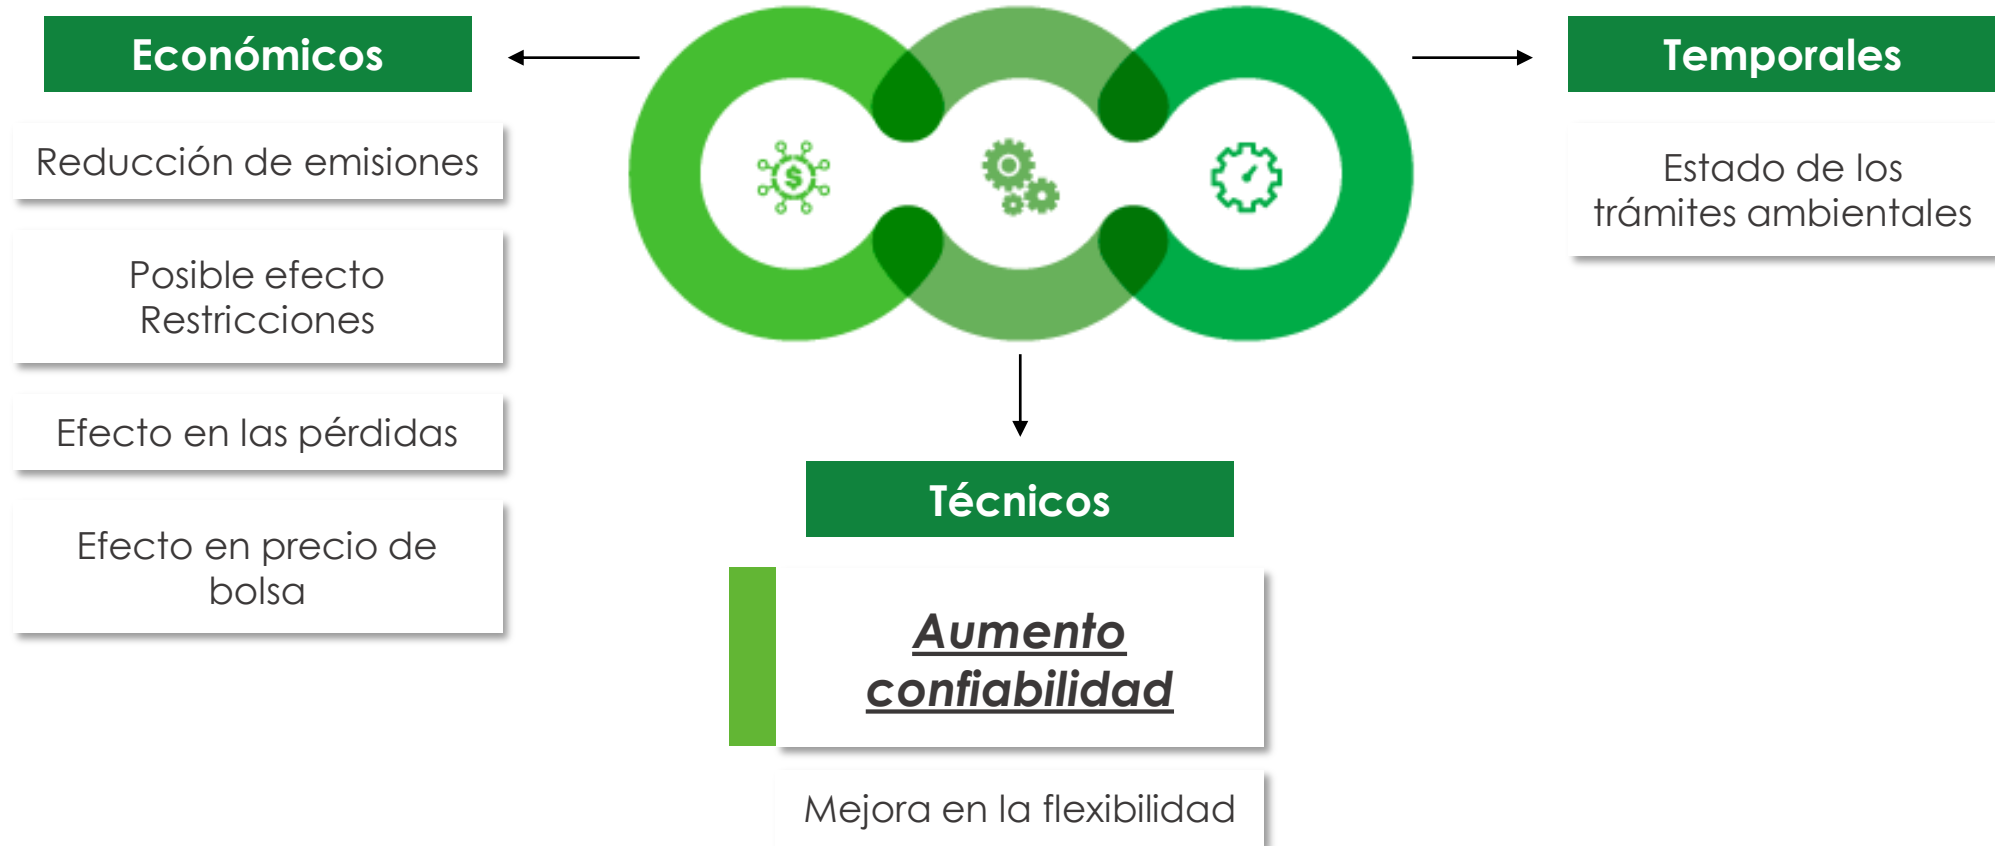 Económicos
Reducción de emisiones
Posible efecto
Restricciones
Efecto en las pérdidas
Efecto en precio de
bolsa
$
Técnicos
Aumento
confiabilidad
Mejora en la flexibilidad
Temporales
Estado de los
trámites ambientales